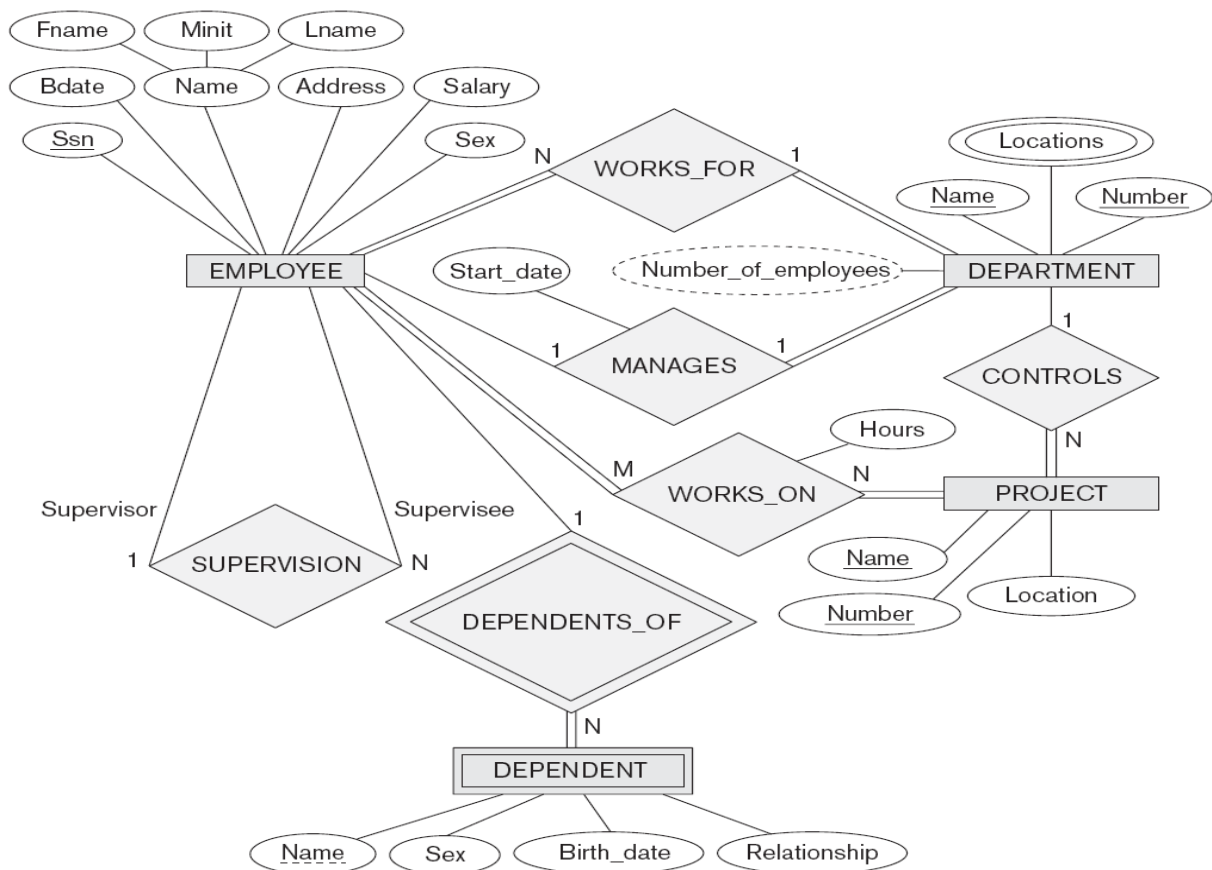 Fname
Minit
Lname
Bdate
Name
Address
Salary
Ssn
Sex
N
WORKS_FOR
1
Locations
Name
Number
EMPLOYEE
Start_date
Number_of_employees
DEPARTMENT
1
MANAGES
1
1
CONTROLS
N
Hours
M
WORKS_ON
N
PROJECT
Supervisor
Supervisee
1
SUPERVISION
N
1
Name
Number
Location
DEPENDENTS_OF
N
DEPENDENT
Name
Sex
Birth_date
Relationship